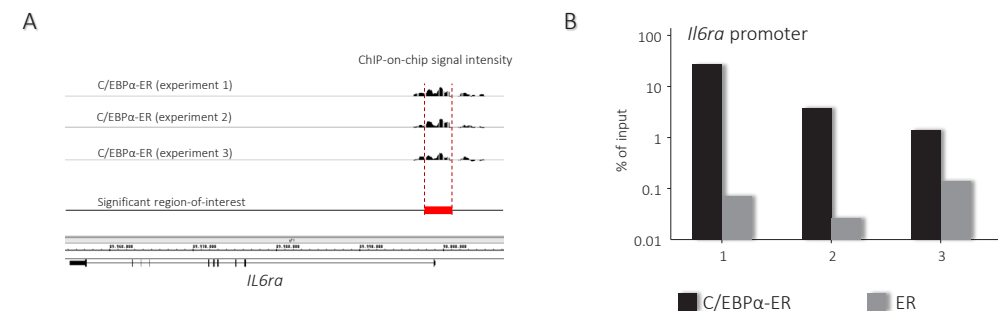 A
ChIP-on-chip signal intensity
C/EBPα-ER (experiment 1)
C/EBPα-ER (experiment 2)
C/EBPα-ER (experiment 3)
Significant region-of-interest
IL6ra
B
Il6ra promoter
% of input
100
10
1
0.1
0.01
1 2 3
C/EBPα-ER ER